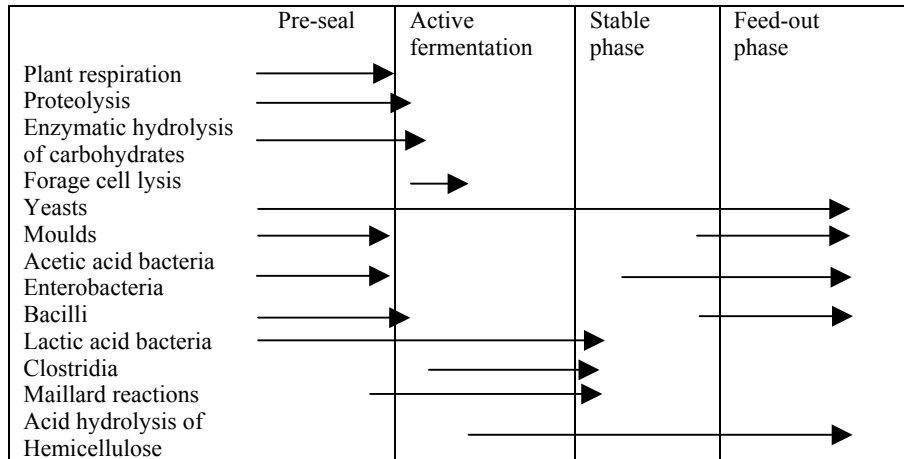 Pre-seal Active Stable Feed-out
fermentation phase phase
Plant respiration
Proteolysis
Enzymatic hydrolysis
of carbohydrates
Forage cell lysis
Yeasts
Moulds
Acetic acid bacteria
Enterobacteria
Bacilli
Lactic acid bacteria
Clostridia
Maillard reactions
Acid hydrolysis of
Hemicellulose